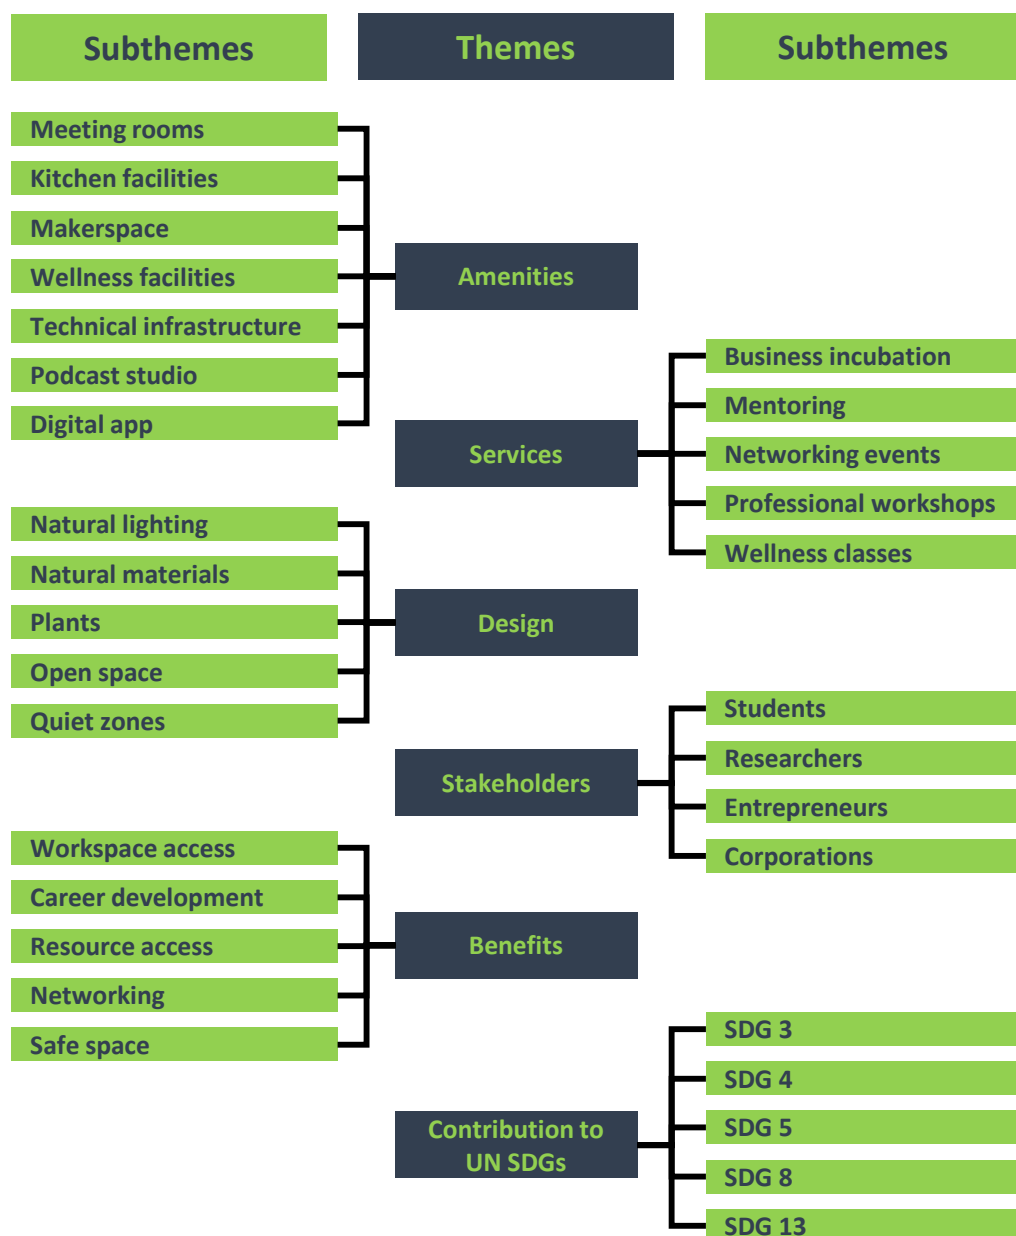 Subthemes
Themes
Subthemes
Meeting rooms
Kitchen facilities
Makerspace
Wellness facilities
Technical infrastructure
Podcast studio
Digital app
Amenities
Business incubation
Mentoring
Networking events
Professional workshops
Wellness classes
Services
Natural lighting
Natural materials
Plants
Open space
Quiet zones
Design
Students
Researchers
Entrepreneurs
Corporations
Stakeholders
Workspace access
Career development
Resource access
Networking
Safe space
Benefits
SDG 3
SDG 4
SDG 5
SDG 8
SDG 13
Contribution to
UN SDGs